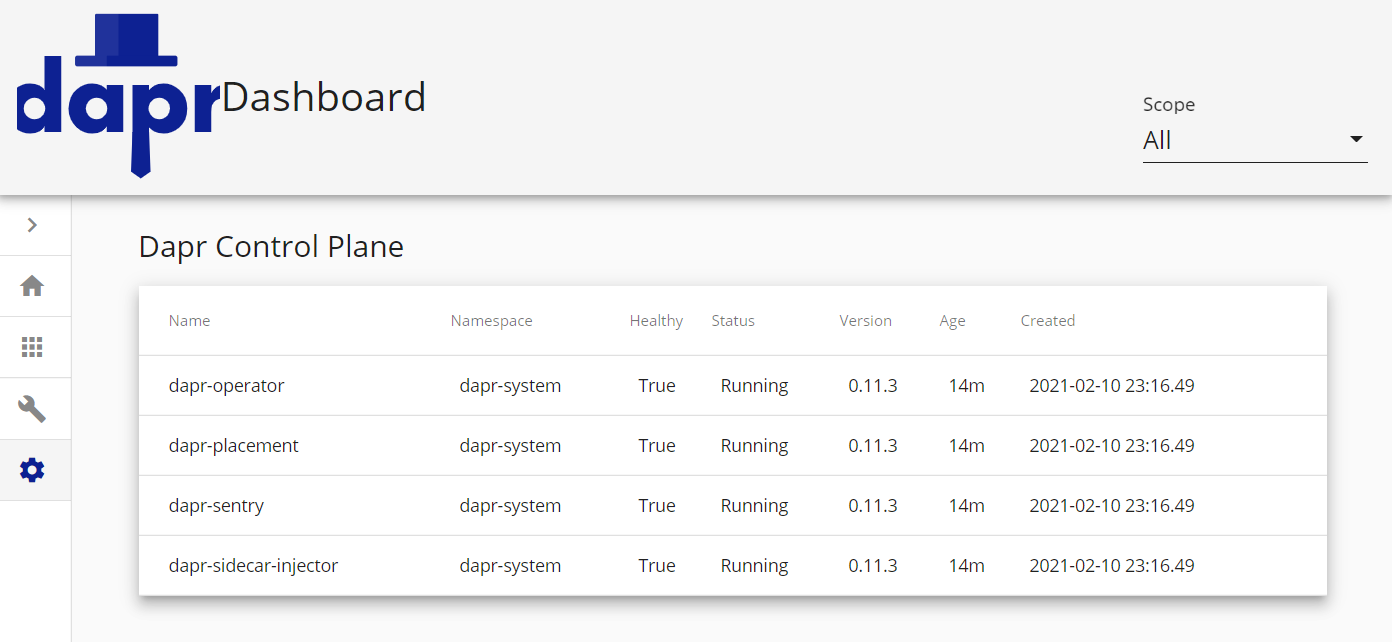 dapr Dashboard
Scope
All
Dapr Control Plane
Name Namespace Healthy Status Version Age Created
dapr-operator dapr-system True Running 0.11.3 14m 2021-02-10 23:16.49
dapr-placement dapr-system True Running 0.11.3 14m 2021-02-10 23:16.49
dapr-sentry dapr-system True Running 0.11.3 14m 2021-02-10 23:16.49
dapr-sidecar-injector dapr-system True Running 0.11.3 14m 2021-02-10 23:16.49